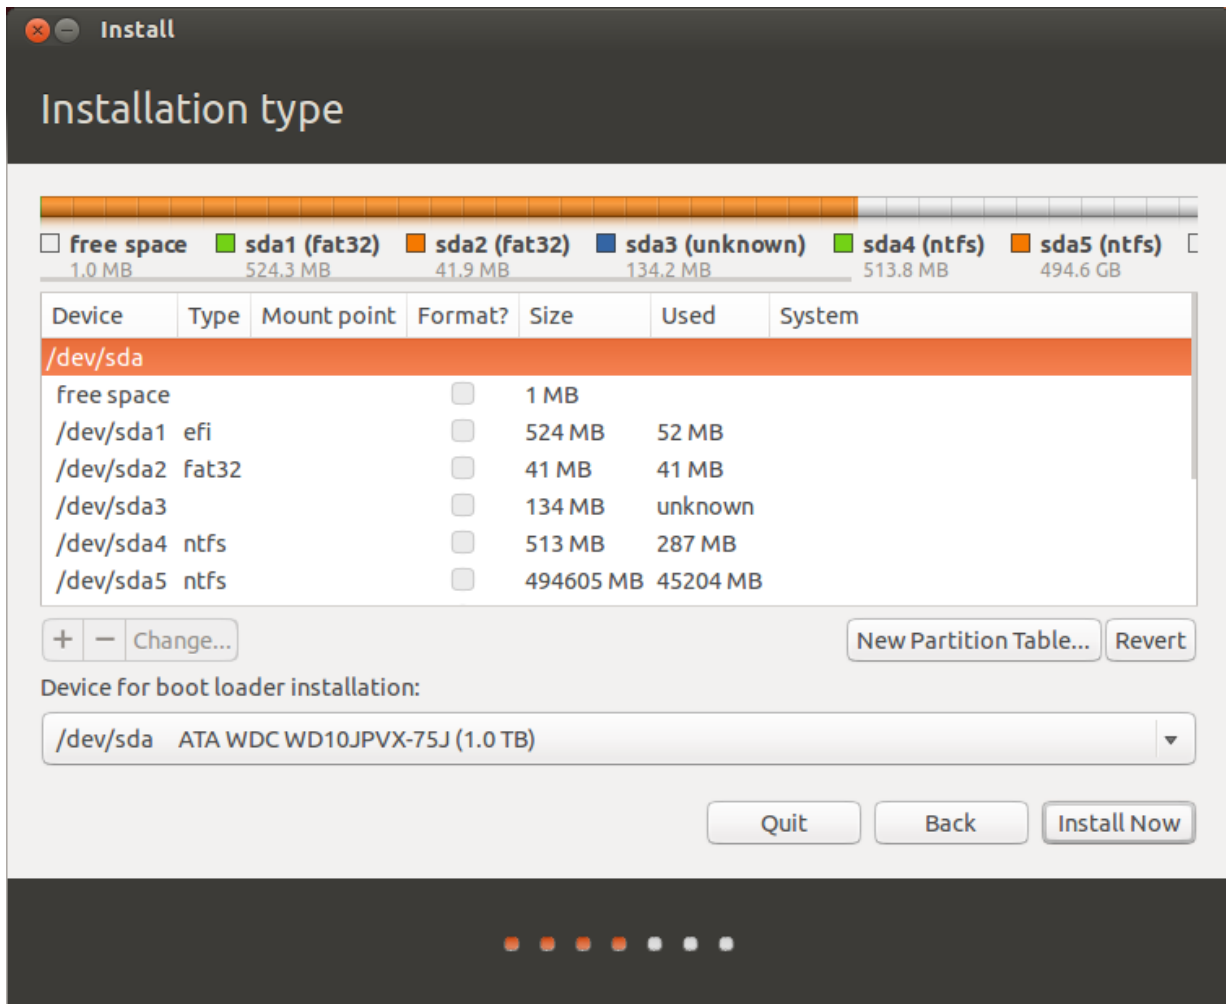 Install
Installation type
free space sda1 (fat32) sda2 (fat32) sda3 (unknown) sda4 (ntfs) sda5 (ntfs)
1.0 MB 524.3 MB 41.9 MB 134.2 MB 513.8 MB 494.6 GB
Device Type Mount point Format? Size Used System
/dev/sda
free space 1 MB
/dev/sda1 efi 524 MB 52 MB
/dev/sda2 fat32 41 MB 41 MB
/dev/sda3 134 MB unknown
/dev/sda4 ntfs 513 MB 287 MB
/dev/sda5 ntfs 494605 MB 45204 MB
+ − Change... New Partition Table... Revert
Device for boot loader installation:
/dev/sda ATA WDC WD10JPVX-75J (1.0 TB)
Quit Back Install Now